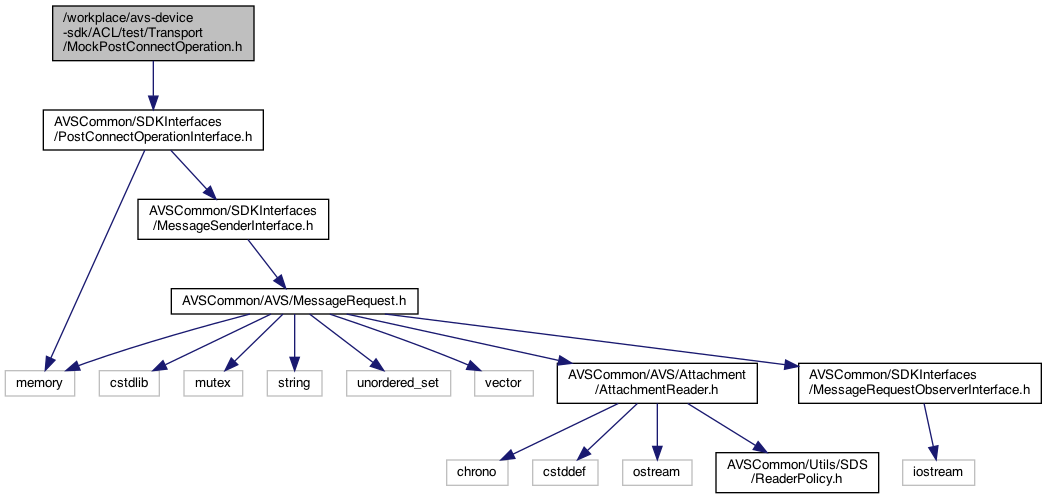 /workplace/avs-device
-sdk/ACL/test/Transport
/MockPostConnectOperation.h
AVSCommon/SDKInterfaces
/PostConnectOperationInterface.h
AVSCommon/SDKInterfaces
/MessageSenderInterface.h
AVSCommon/AVS/MessageRequest.h
memory
cstdlib
mutex
string
unordered_set
vector
AVSCommon/AVS/Attachment
/AttachmentReader.h
AVSCommon/SDKInterfaces
/MessageRequestObserverInterface.h
chrono
cstddef
ostream
AVSCommon/Utils/SDS
/ReaderPolicy.h
iostream